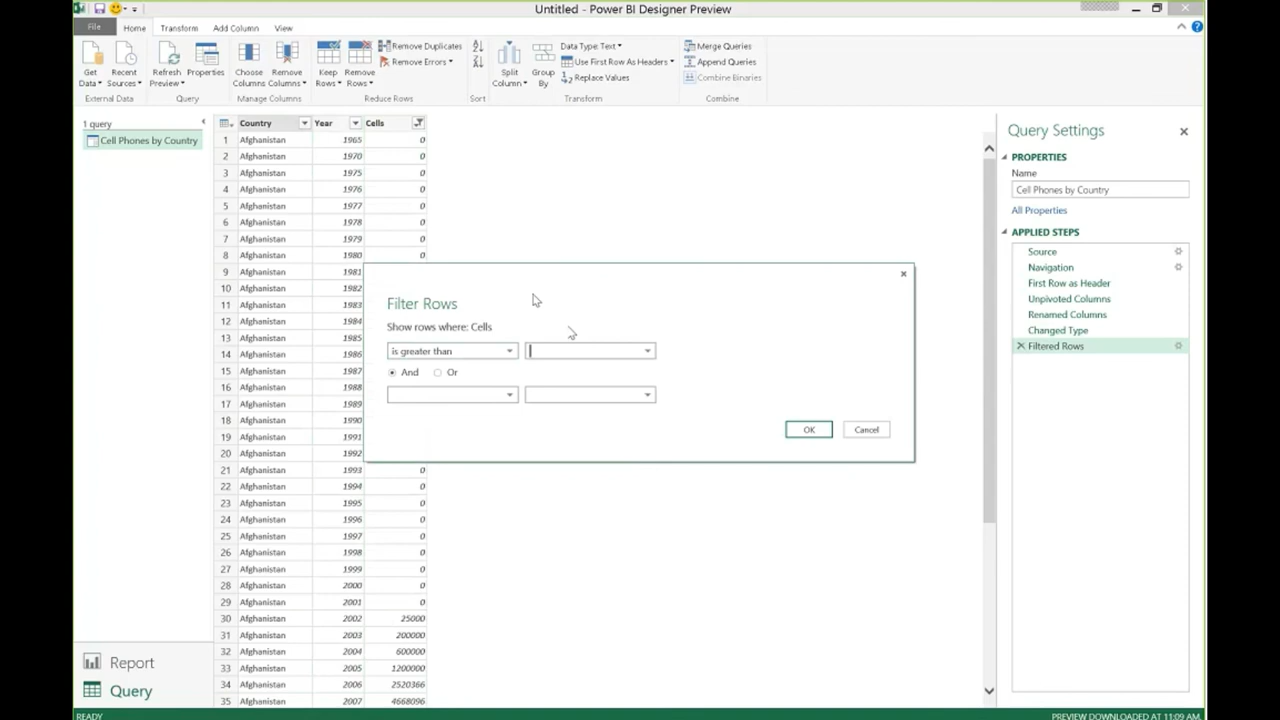 Untitled - Power BI Designer Preview
File Home Transform Add Column View
Get Data Recent Sources Refresh Preview Properties Choose Columns Remove Columns Keep Rows Remove Rows Remove Duplicates Remove Errors Split Column Group By Data Type: Text Use First Row As Headers Replace Values Merge Queries Append Queries Combine Binaries
External Data Query Manage Columns Reduce Rows Sort Transform Combine
1 query
Cell Phones by Country
Country Year Cells
1 Afghanistan 1965 0
2 Afghanistan 1970 0
3 Afghanistan 1975 0
4 Afghanistan 1976 0
5 Afghanistan 1977 0
6 Afghanistan 1978 0
7 Afghanistan 1979 0
8 Afghanistan 1980 0
9 Afghanistan 1981
10 Afghanistan 1982
11 Afghanistan 1983
12 Afghanistan 1984
13 Afghanistan 1985
14 Afghanistan 1986
15 Afghanistan 1987
16 Afghanistan 1988
17 Afghanistan 1989
18 Afghanistan 1990
19 Afghanistan 1991
20 Afghanistan 1992
21 Afghanistan 1993 0
22 Afghanistan 1994 0
23 Afghanistan 1995 0
24 Afghanistan 1996 0
25 Afghanistan 1997 0
26 Afghanistan 1998 0
27 Afghanistan 1999 0
28 Afghanistan 2000 0
29 Afghanistan 2001 0
30 Afghanistan 2002 25000
31 Afghanistan 2003 200000
32 Afghanistan 2004 600000
33 Afghanistan 2005 1200000
34 Afghanistan 2006 2520366
35 Afghanistan 2007 4668096
Filter Rows
Show rows where: Cells
is greater than
And Or
OK Cancel
Query Settings
PROPERTIES
Name
Cell Phones by Country
All Properties
APPLIED STEPS
Source
Navigation
First Row as Header
Unpivoted Columns
Renamed Columns
Changed Type
Filtered Rows
Report
Query
READY PREVIEW DOWNLOADED AT 11:09 AM